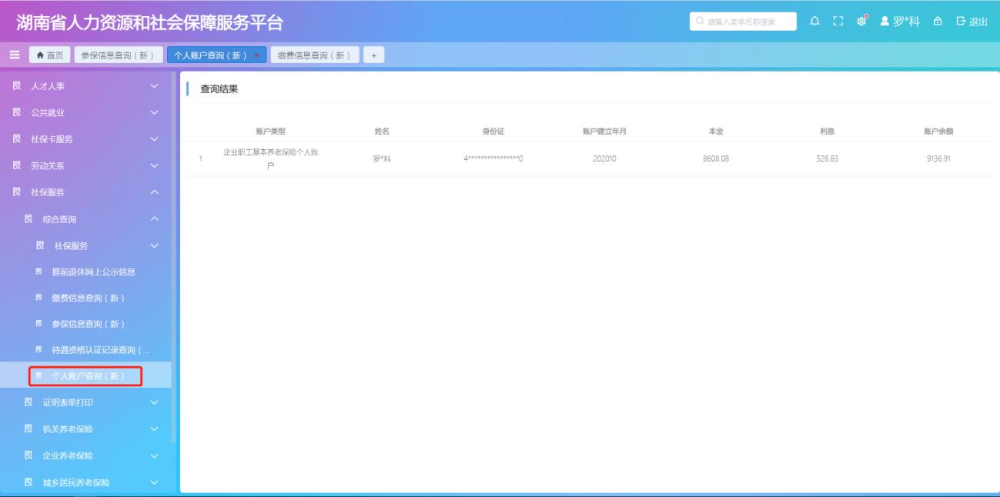 湖南省人力资源和社会保障服务平台
请输入菜单名称搜索
罗*科
退出
首页
参保信息查询（新）
个人账户查询（新） ×
缴费信息查询（新）
+
人才人事
公共就业
社保卡服务
劳动关系
社保服务
综合查询
社保服务
提前退休网上公示信息
缴费信息查询（新）
参保信息查询（新）
待遇资格认证记录查询（...
个人账户查询（新）
证明表单打印
机关养老保险
企业养老保险
城乡居民养老保险
查询结果
账户类型 姓名 身份证 账户建立年月 本金 利息 账户余额
1 企业职工基本养老保险个人账 罗*科 4****************0 202010 8608.08 528.83 9136.91
户